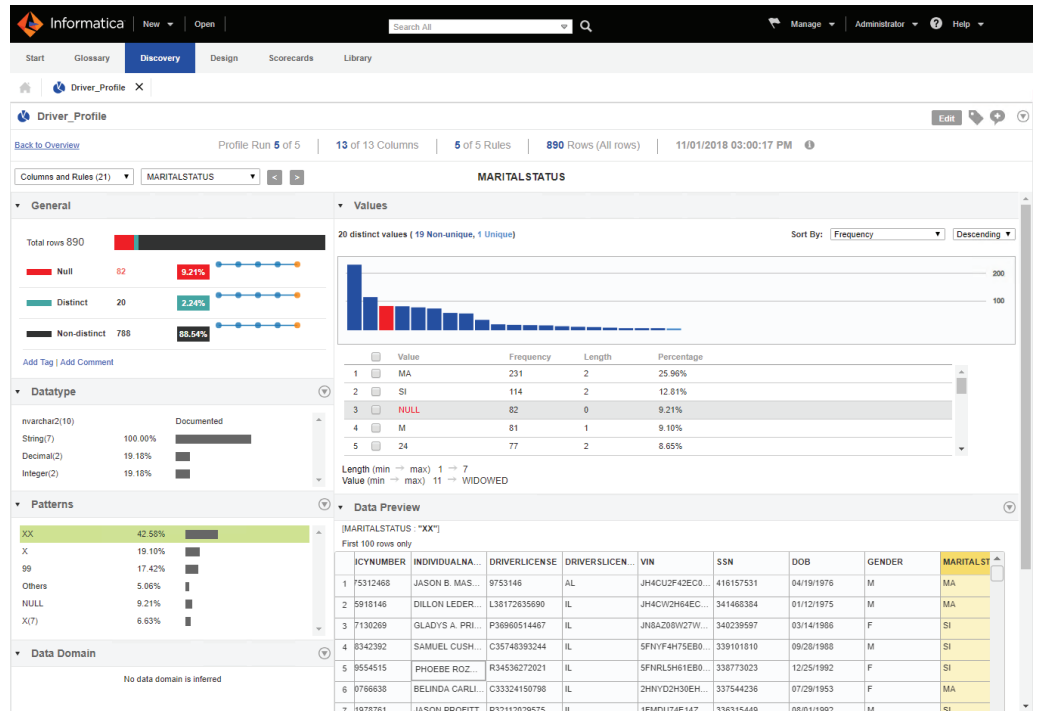 Informatica New Open Search All Manage Administrator ? Help
Start Glossary Discovery Design Scorecards Library
Driver_Profile X
Driver_Profile Edit
Back to Overview Profile Run 5 of 5 13 of 13 Columns 5 of 5 Rules 890 Rows (All rows) 11/01/2018 03:00:17 PM
Columns and Rules (21) MARITALSTATUS < > MARITALSTATUS
General
Total rows 890
Null 82 9.21%
Distinct 20 2.24%
Non-distinct 788 88.54%
Add Tag | Add Comment
Datatype
nvarchar2(10) Documented
String(7) 100.00%
Decimal(2) 19.18%
Integer(2) 19.18%
Patterns
XX 42.58%
X 19.10%
99 17.42%
Others 5.06%
NULL 9.21%
X(7) 6.63%
Data Domain
No data domain is inferred
Values
20 distinct values ( 19 Non-unique, 1 Unique) Sort By: Frequency Descending
200
100
Value Frequency Length Percentage
1 MA 231 2 25.96%
2 SI 114 2 12.81%
3 NULL 82 0 9.21%
4 M 81 1 9.10%
5 24 77 2 8.65%
Length (min → max) 1 → 7
Value (min → max) 11 → WIDOWED
Data Preview
[MARITALSTATUS : "XX"]
First 100 rows only
ICYNUMBER INDIVIDUALNA... DRIVERLICENSE DRIVERSLICEN... VIN SSN DOB GENDER MARITALST
1 75312468 JASON B. MAS... 9753146 AL JH4CU2F42EC0... 416157531 04/19/1976 M MA
2 5918146 DILLON LEDER... L38172635690 IL JH4CW2H64EC... 341468384 01/12/1975 M MA
3 7130269 GLADYS A. PRI... P36960514467 IL JN8AZ08W27W... 340239597 03/14/1986 F SI
4 8342392 SAMUEL CUSH... C35748393244 IL 5FNYF4H75EB0... 339101810 09/28/1988 M SI
5 9554515 PHOEBE ROZ... R34536272021 IL 5FNRL5H61EB0... 338773023 12/25/1992 F SI
6 0766638 BELINDA CARLI... C33324150798 IL 2HNYD2H30EH... 337544236 07/29/1953 F MA
7 1978761 JASON PROFITT P32112029575 IL 336315449 08/01/1992 M SI